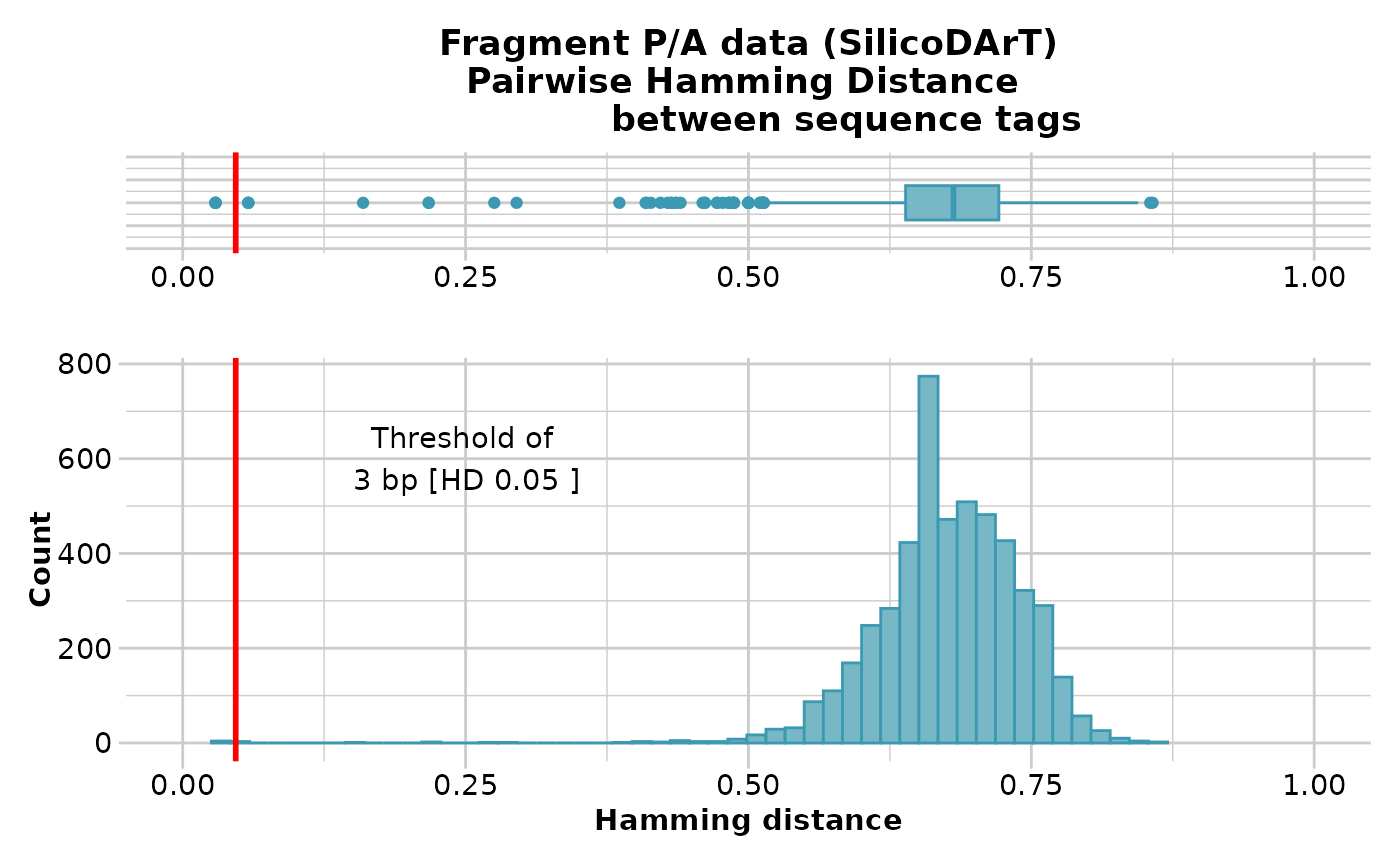 Fragment P/A data (SilicoDArT)
Pairwise Hamming Distance
between sequence tags
0.00 0.25 0.50 0.75 1.00
800
600
400
200
0
Count
Threshold of
3 bp [HD 0.05 ]
0.00 0.25 0.50 0.75 1.00
Hamming distance